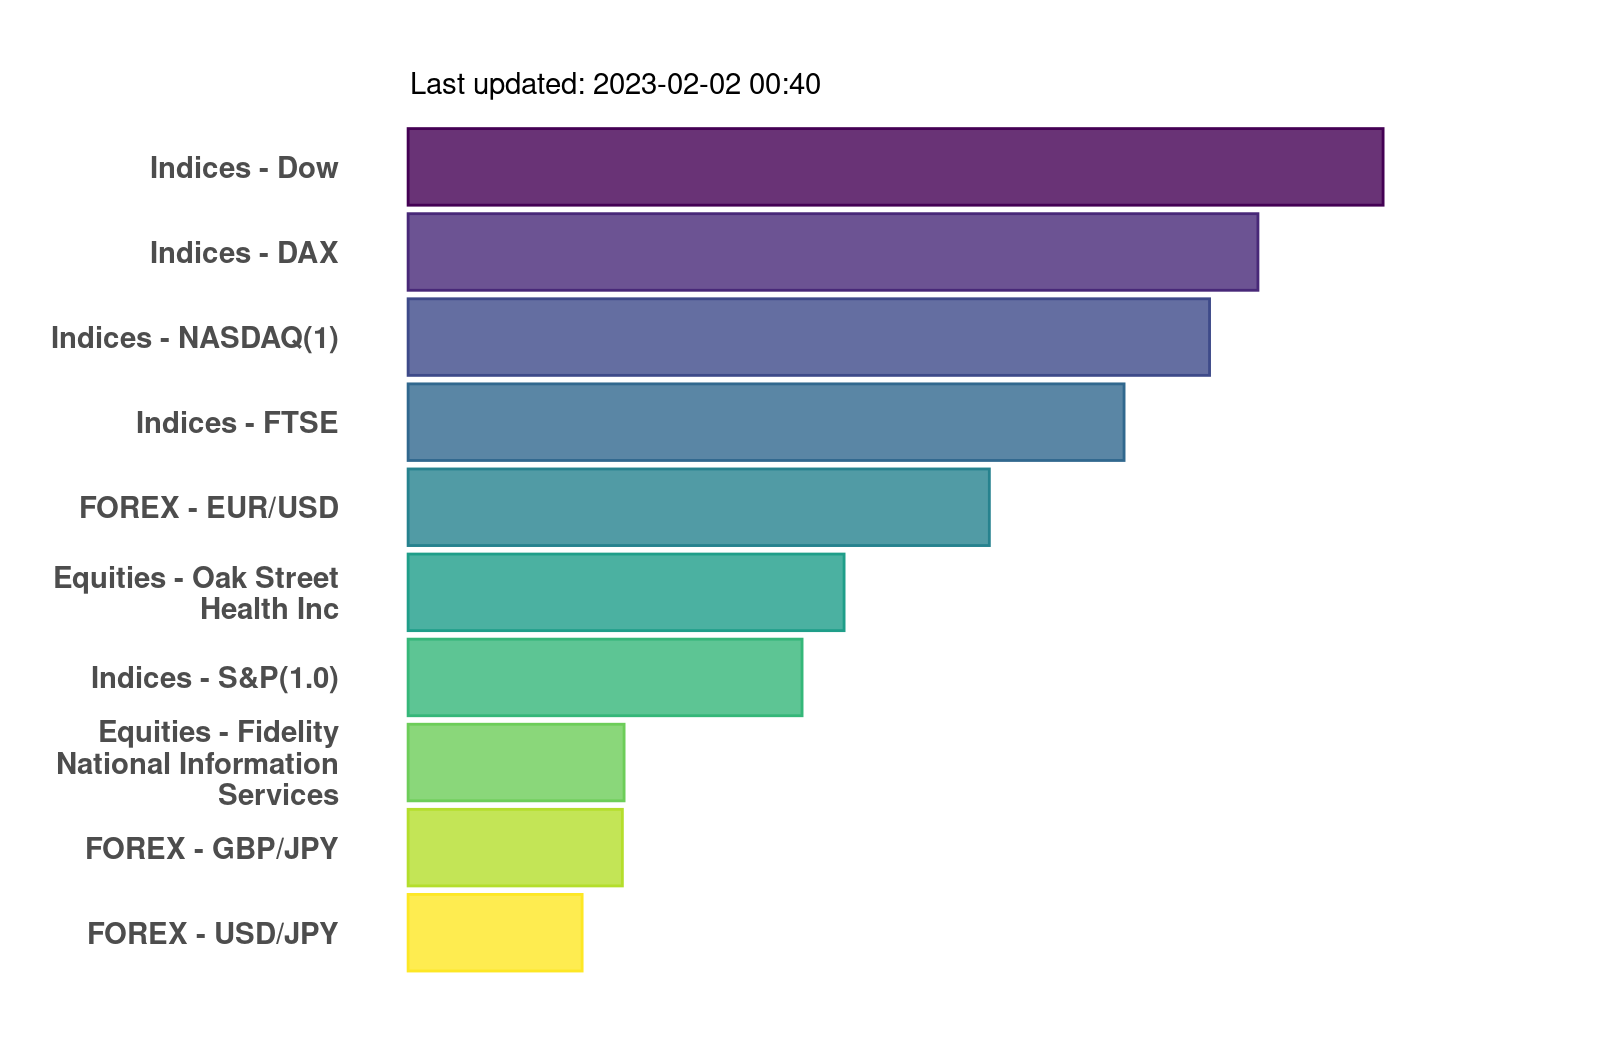 Last updated: 2023-02-02 00:40
Indices - Dow
Indices - DAX
Indices - NASDAQ(1)
Indices - FTSE
FOREX - EUR/USD
Equities - Oak Street
Health Inc
Indices - S&P(1.0)
Equities - Fidelity
National Information
Services
FOREX - GBP/JPY
FOREX - USD/JPY